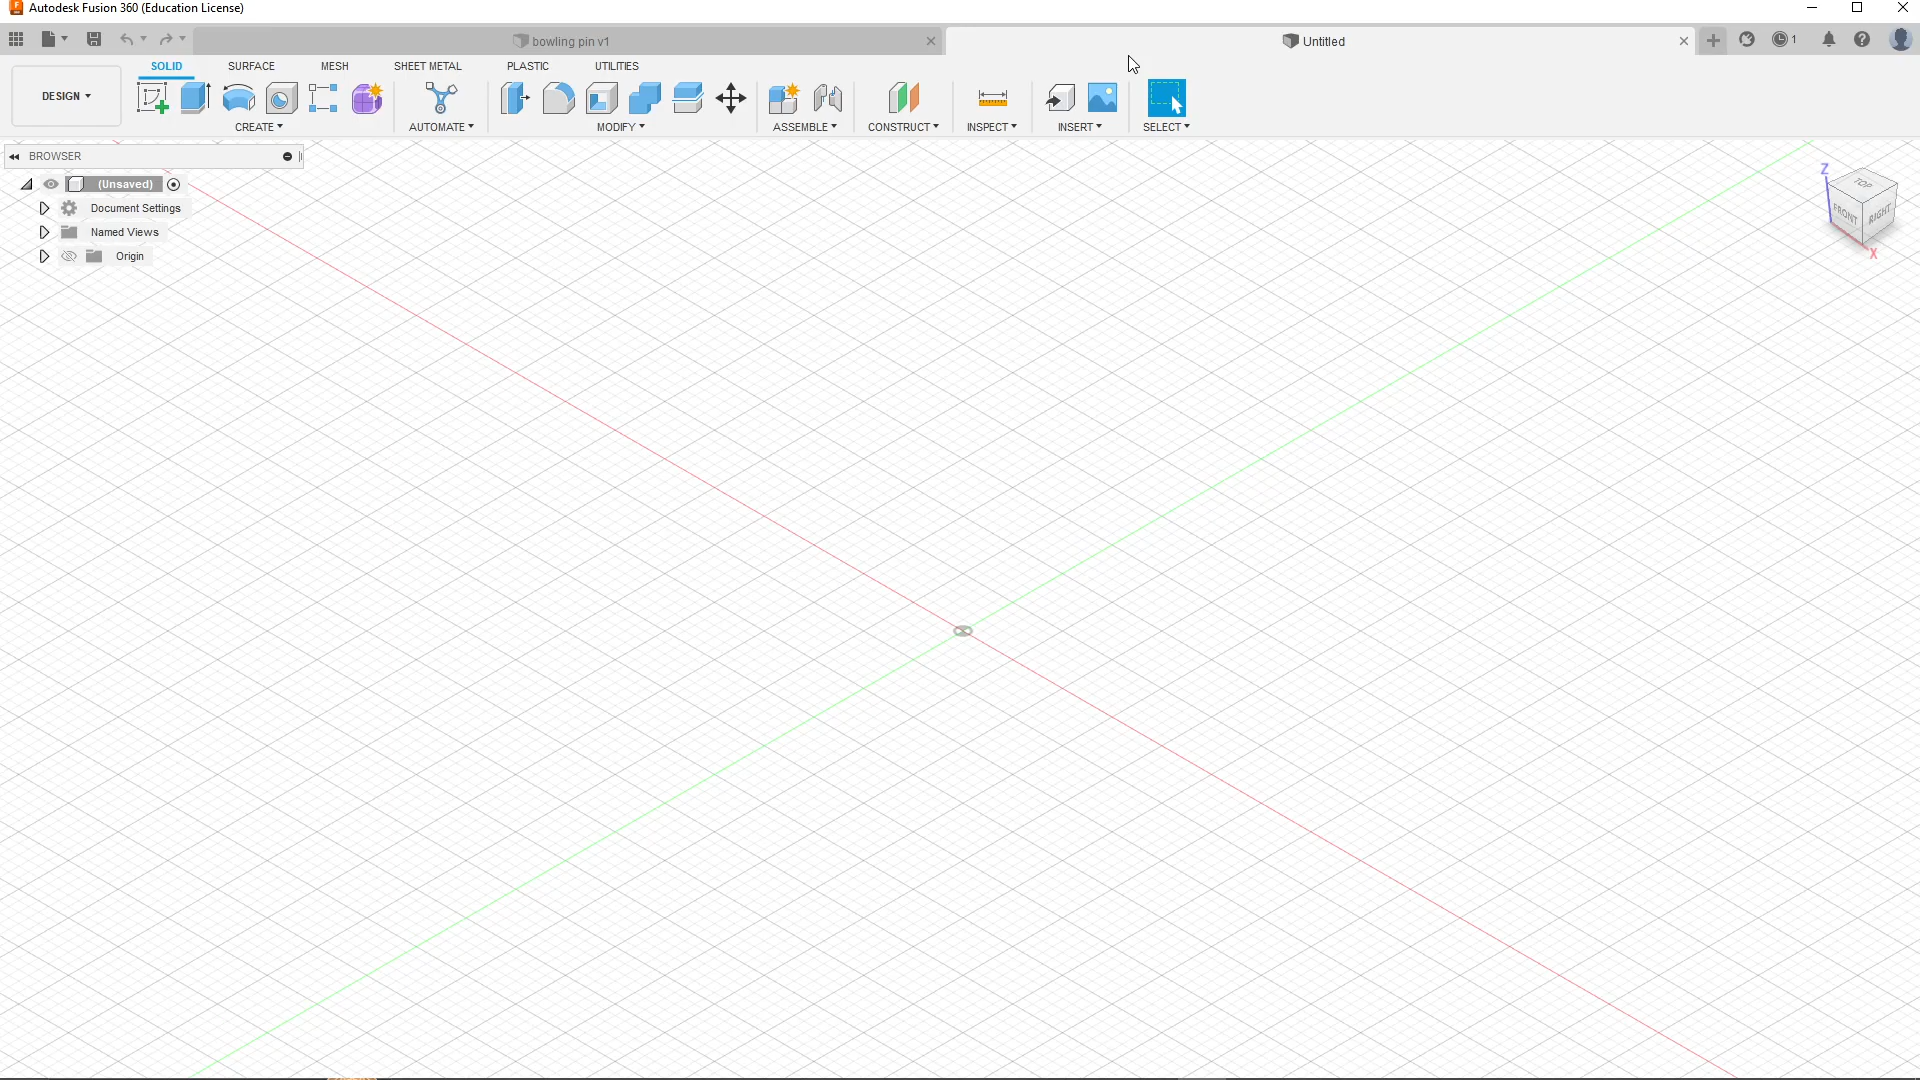 Autodesk Fusion 360 (Education License)
bowling pin v1
Untitled
1
SOLID
SURFACE
MESH
SHEET METAL
PLASTIC
UTILITIES
DESIGN
CREATE
AUTOMATE
MODIFY
ASSEMBLE
CONSTRUCT
INSPECT
INSERT
SELECT
BROWSER
(Unsaved)
Document Settings
Named Views
Origin
Z
TOP
FRONT
RIGHT
X